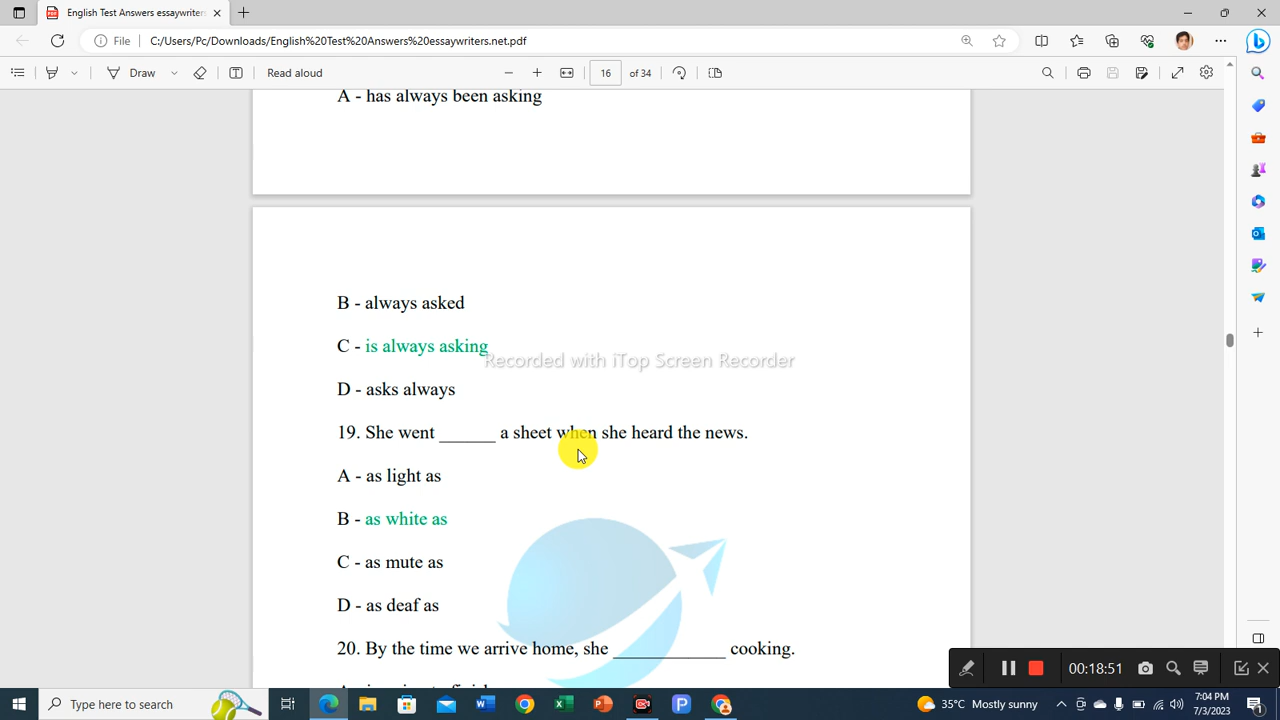 English Test Answers essaywriters
File
C:/Users/Pc/Downloads/English%20Test%20Answers%20essaywriters.net.pdf
Draw
Read aloud
16 of 34
A - has always been asking
B - always asked
C - is always asking
Recorded with iTop Screen Recorder
D - asks always
19. She went ______ a sheet when she heard the news.
A - as light as
B - as white as
C - as mute as
D - as deaf as
20. By the time we arrive home, she _____________ cooking.
00:18:51
Type here to search
35°C Mostly sunny
7:04 PM
7/3/2023